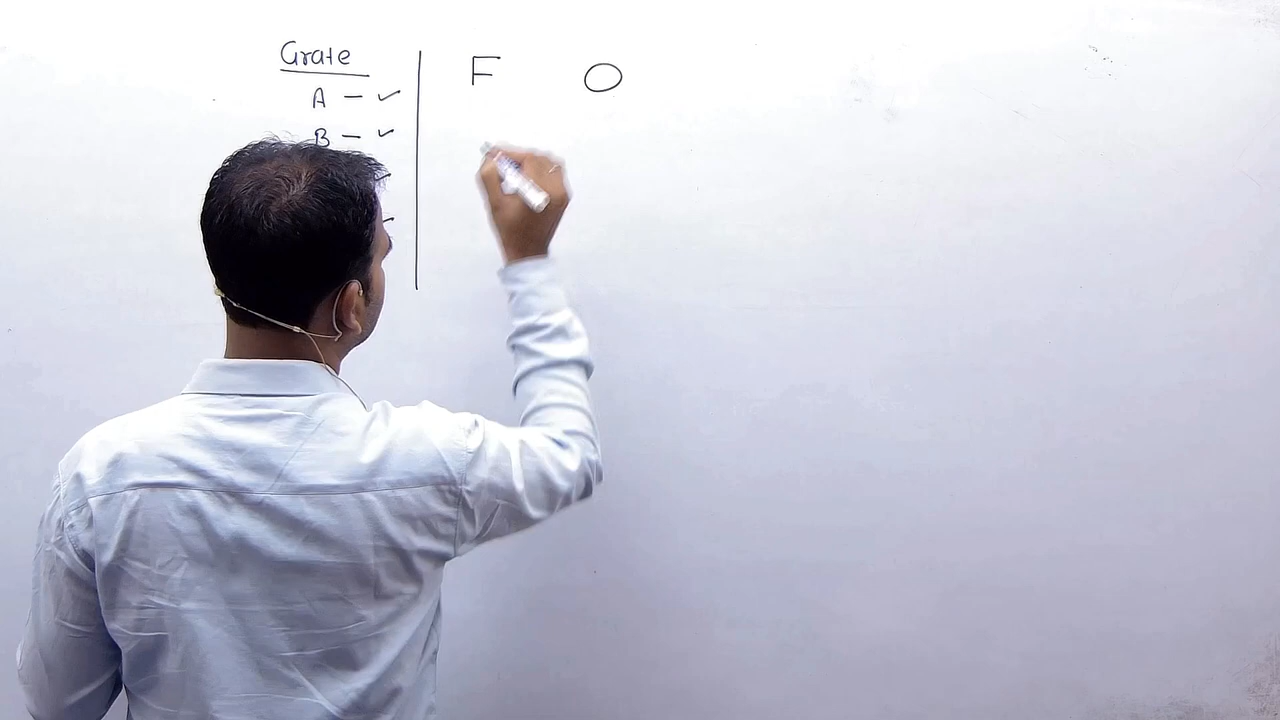 Grate
A - ✓
B - ✓
F O